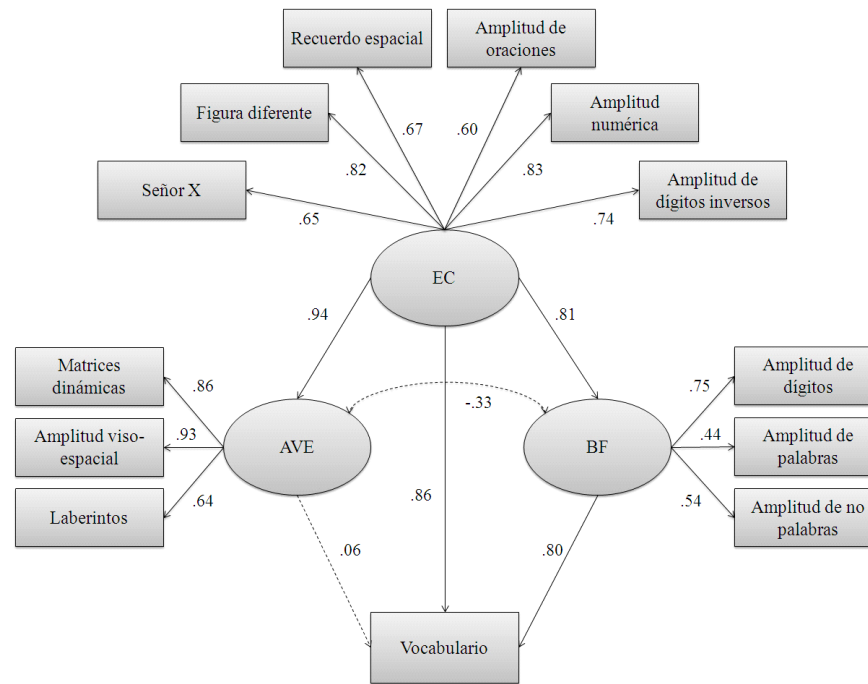 Recuerdo espacial
Amplitud de
oraciones
Figura diferente
Amplitud
numérica
.67
.60
.82
.83
Señor X
Amplitud de
dígitos inversos
.65
.74
EC
.94
.81
Matrices
dinámicas
.86
Amplitud de
dígitos
.75
-.33
Amplitud viso-
espacial
.93
AVE
BF
.44
Amplitud de
palabras
Laberintos
.64
.86
.54
Amplitud de no
palabras
.06
.80
Vocabulario